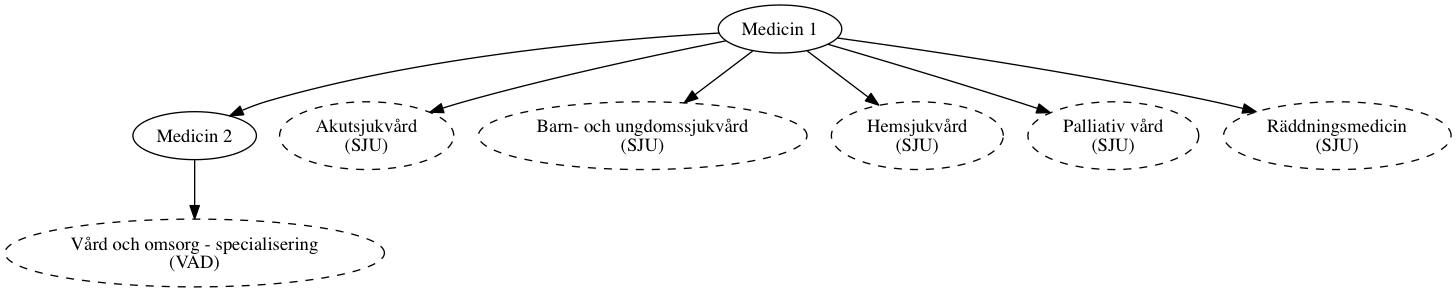 Medicin 1
Medicin 2
Akutsjukvård
(SJU)
Barn- och ungdomssjukvård
(SJU)
Hemsjukvård
(SJU)
Palliativ vård
(SJU)
Räddningsmedicin
(SJU)
Vård och omsorg - specialisering
(VAD)